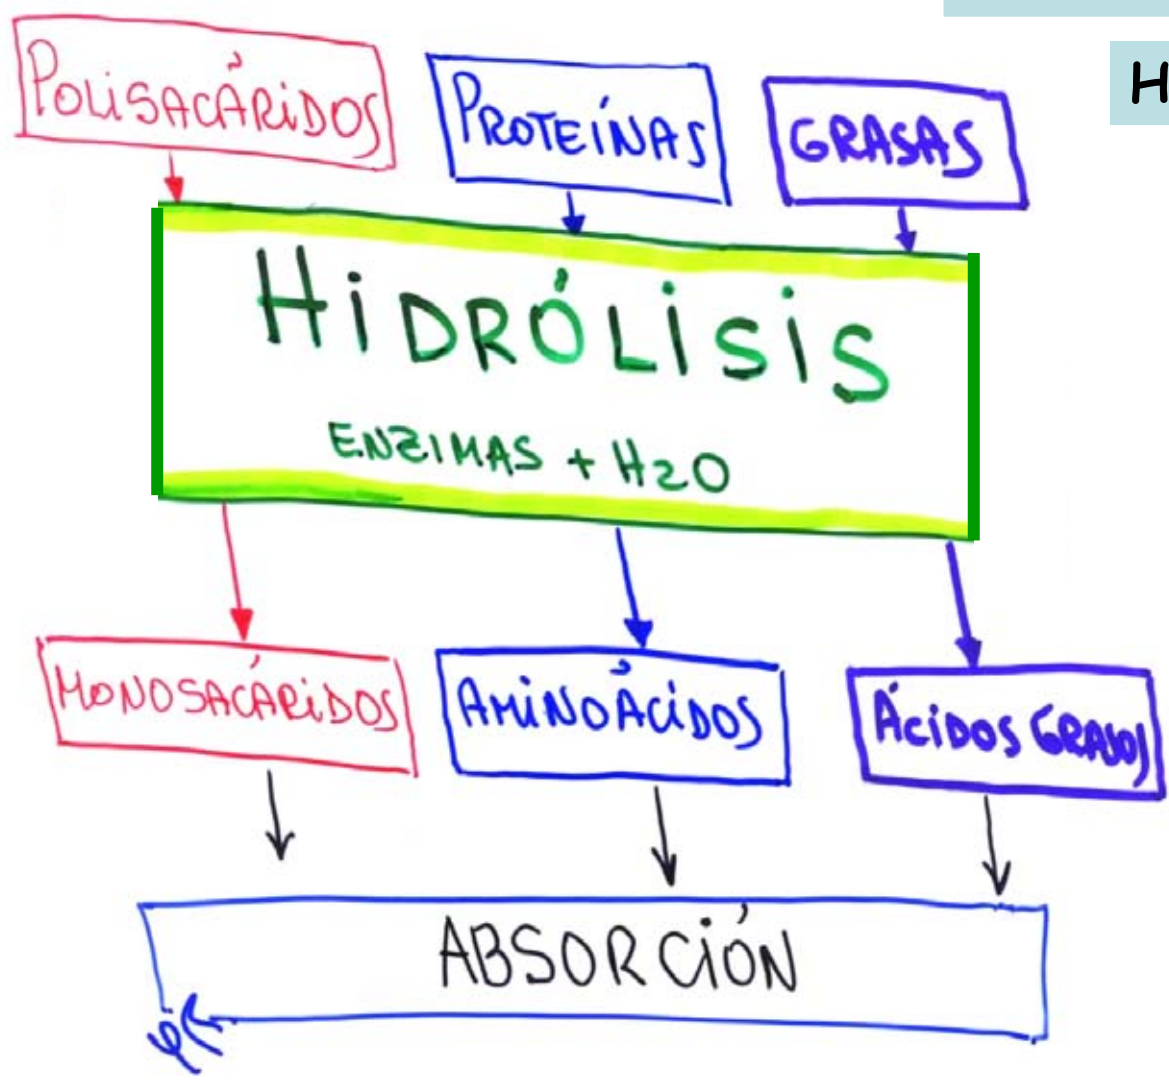 POLISACÁRIDOS
PROTEÍNAS
GRASAS
H
HIDRÓLISIS
ENZIMAS + H2O
MONOSACÁRIDOS
AMINOÁCIDOS
ÁCIDOS GRASOS
ABSORCIÓN